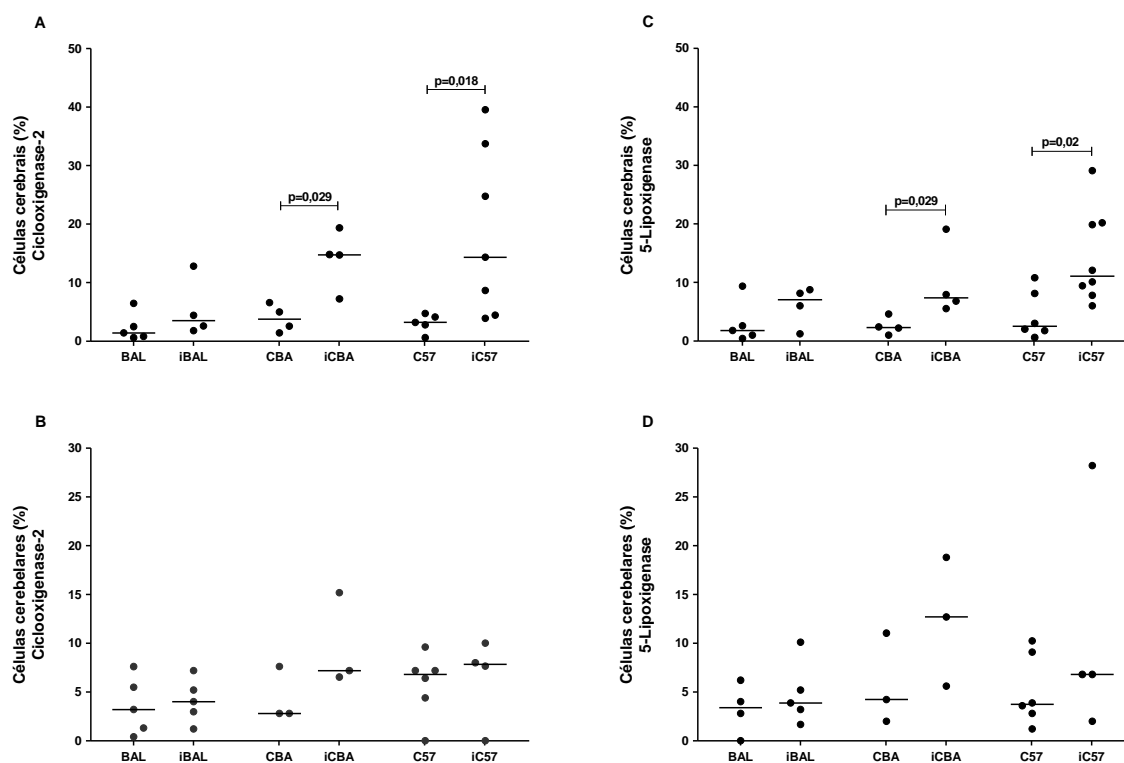 A
Células cerebrais (%)
Ciclooxigenase-2
50
40
30
20
10
0
p=0,029
p=0,018
BAL iBAL CBA iCBA C57 iC57
C
Células cerebrais (%)
5-Lipoxigenase
50
40
30
20
10
0
p=0,029
p=0,02
BAL iBAL CBA iCBA C57 iC57
B
Células cerebelares (%)
Ciclooxigenase-2
30
25
20
15
10
5
0
BAL iBAL CBA iCBA C57 iC57
D
Células cerebelares (%)
5-Lipoxigenase
30
25
20
15
10
5
0
BAL iBAL CBA iCBA C57 iC57